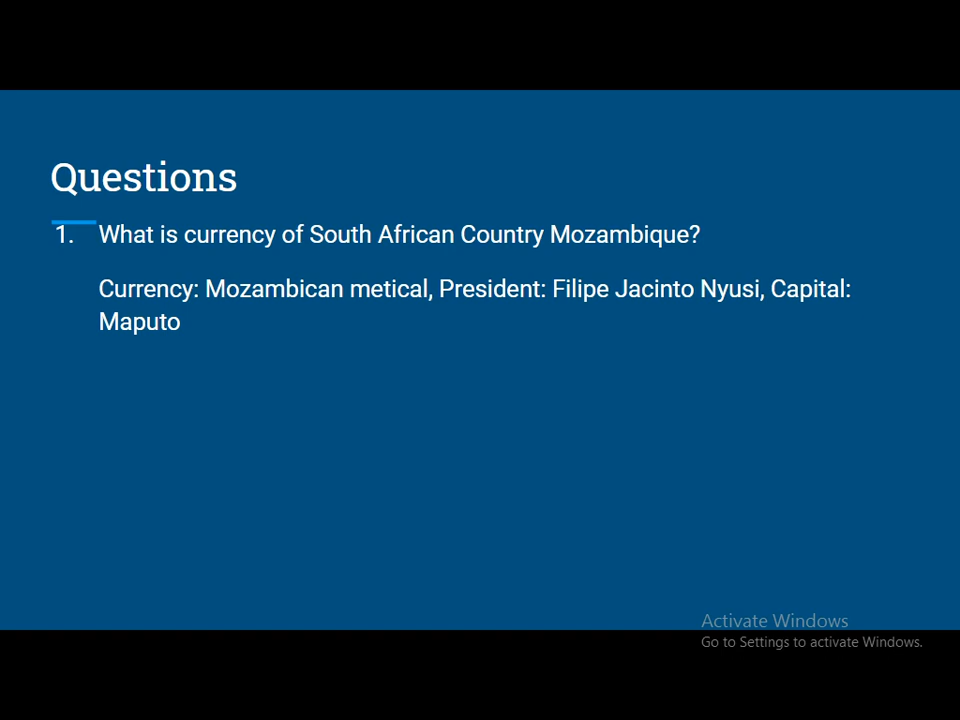 Questions
1. What is currency of South African Country Mozambique?
Currency: Mozambican metical, President: Filipe Jacinto Nyusi, Capital:
Maputo
Activate Windows
Go to Settings to activate Windows.